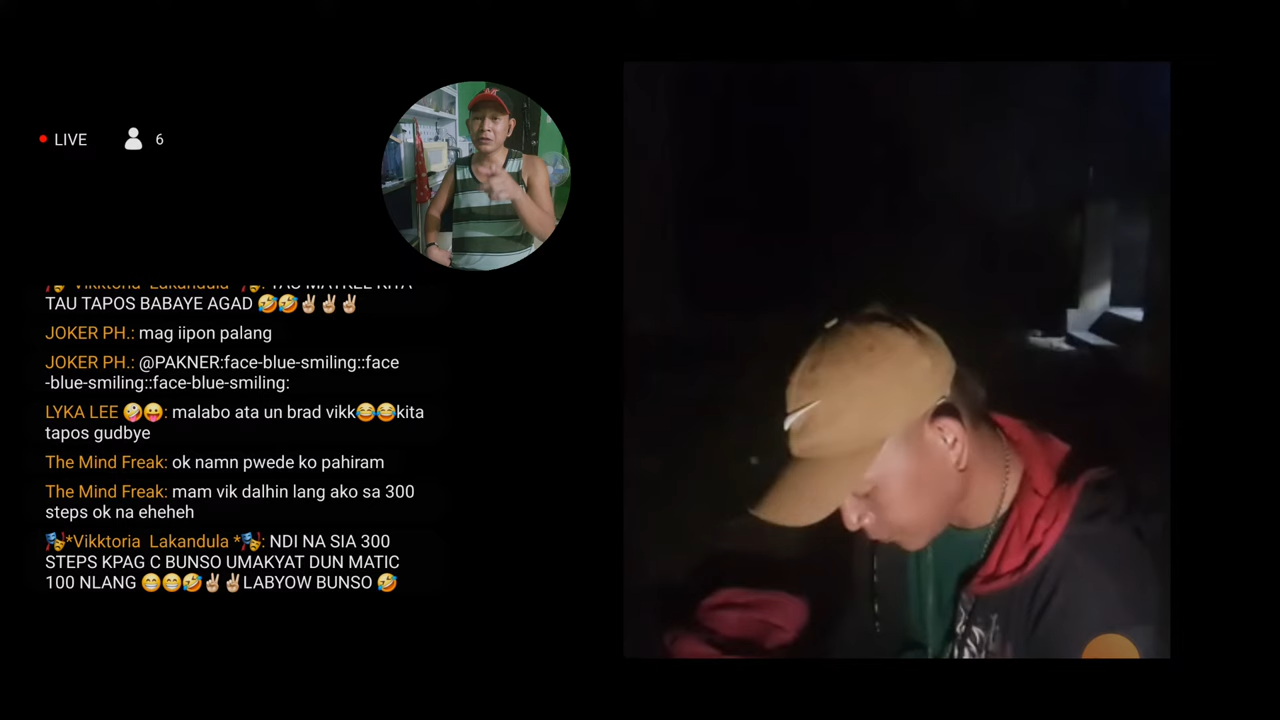 LIVE 6
TAU TAPOS BABAYE AGAD 🤣🤣✌🏼✌🏼✌🏼
JOKER PH.: mag iipon palang
JOKER PH.: @PAKNER:face-blue-smiling::face
-blue-smiling::face-blue-smiling:
LYKA LEE 🤪😛: malabo ata un brad vikk😂😂kita
tapos gudbye
The Mind Freak: ok namn pwede ko pahiram
The Mind Freak: mam vik dalhin lang ako sa 300
steps ok na eheheh
🎭*Vikktoria Lakandula *🎭: NDI NA SIA 300
STEPS KPAG C BUNSO UMAKYAT DUN MATIC
100 NLANG 😁😁🤣✌🏼✌🏼LABYOW BUNSO 🤣